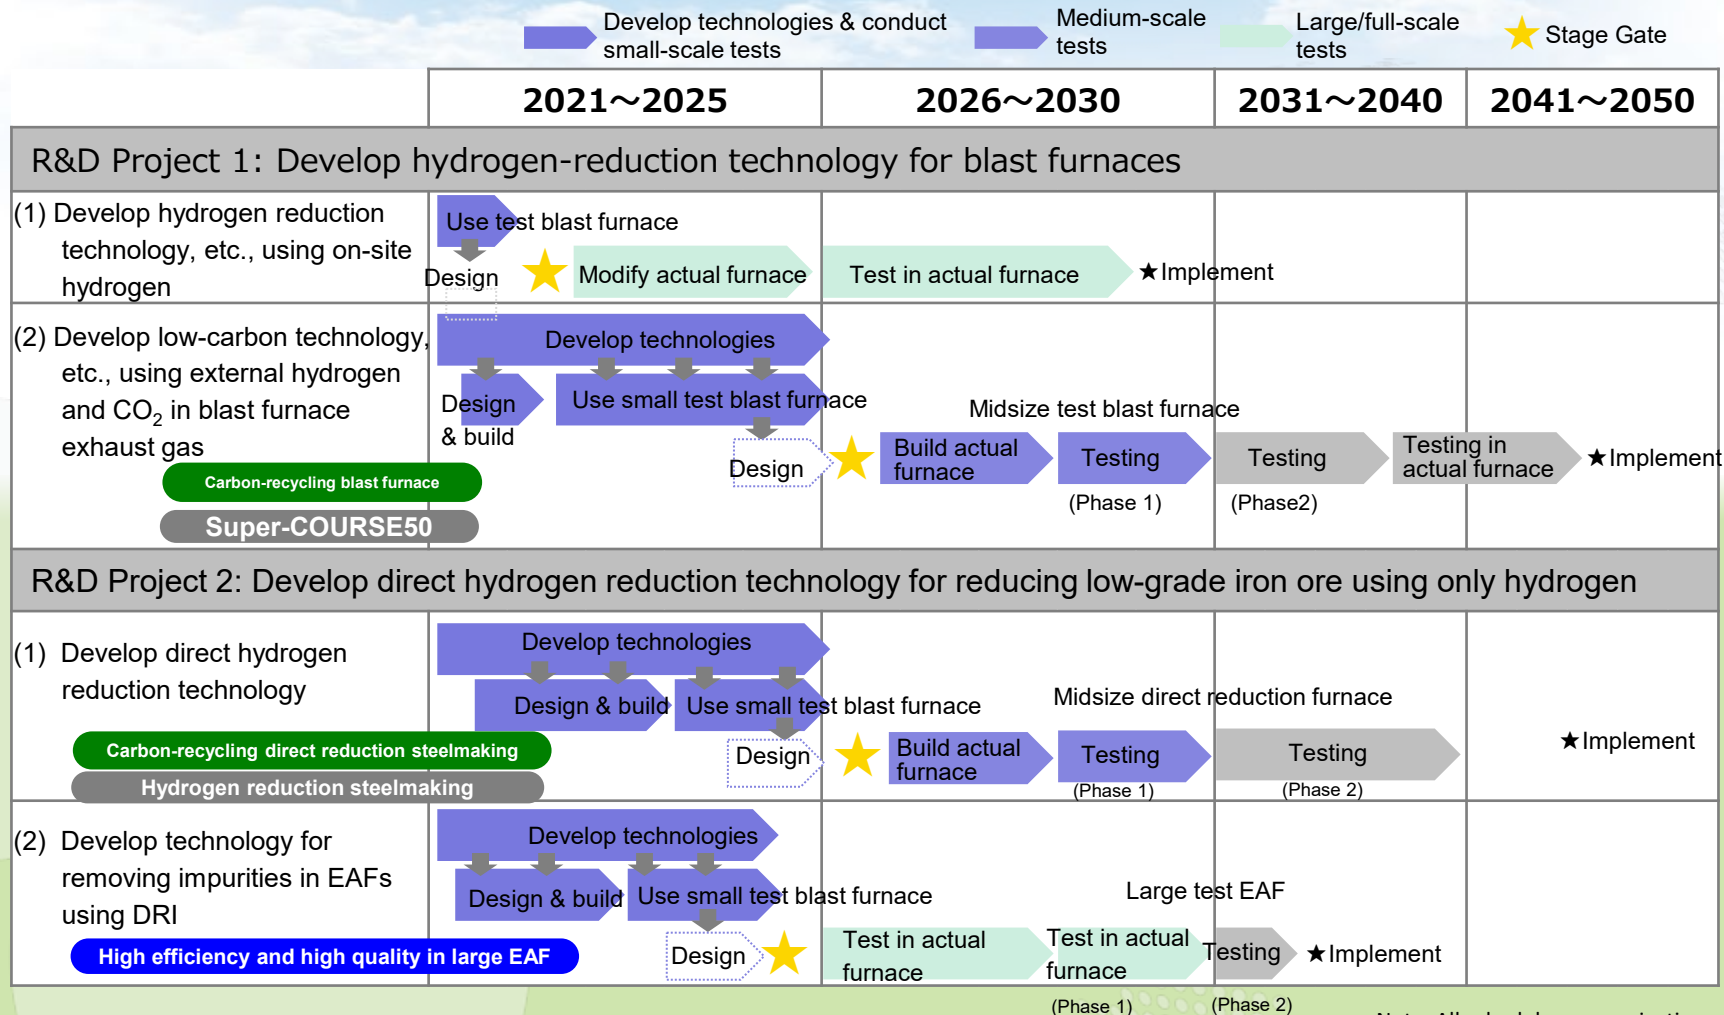 Develop technologies & conduct
small-scale tests
Medium-scale
tests
Large/full-scale
tests
Stage Gate
2021～2025
2026～2030
2031～2040
2041～2050
R&D Project 1: Develop hydrogen-reduction technology for blast furnaces
(1) Develop hydrogen reduction
technology, etc., using on-site
hydrogen
Use test blast furnace
Design
Modify actual furnace
Test in actual furnace
★Implement
(2) Develop low-carbon technology,
etc., using external hydrogen
and CO2 in blast furnace
exhaust gas
Carbon-recycling blast furnace
Super-COURSE50
Develop technologies
Design
& build
Use small test blast furnace
Design
Midsize test blast furnace
Build actual
furnace
Testing
(Phase 1)
Testing
(Phase2)
Testing in
actual furnace
★Implement
R&D Project 2: Develop direct hydrogen reduction technology for reducing low-grade iron ore using only hydrogen
(1) Develop direct hydrogen
reduction technology
Carbon-recycling direct reduction steelmaking
Hydrogen reduction steelmaking
Develop technologies
Design & build
Use small test blast furnace
Design
Midsize direct reduction furnace
Build actual
furnace
Testing
(Phase 1)
Testing
(Phase 2)
★Implement
(2) Develop technology for
removing impurities in EAFs
using DRI
High efficiency and high quality in large EAF
Develop technologies
Design & build
Use small test blast furnace
Design
Large test EAF
Test in actual
furnace
Test in actual
furnace
(Phase 1)
Testing
(Phase 2)
★Implement